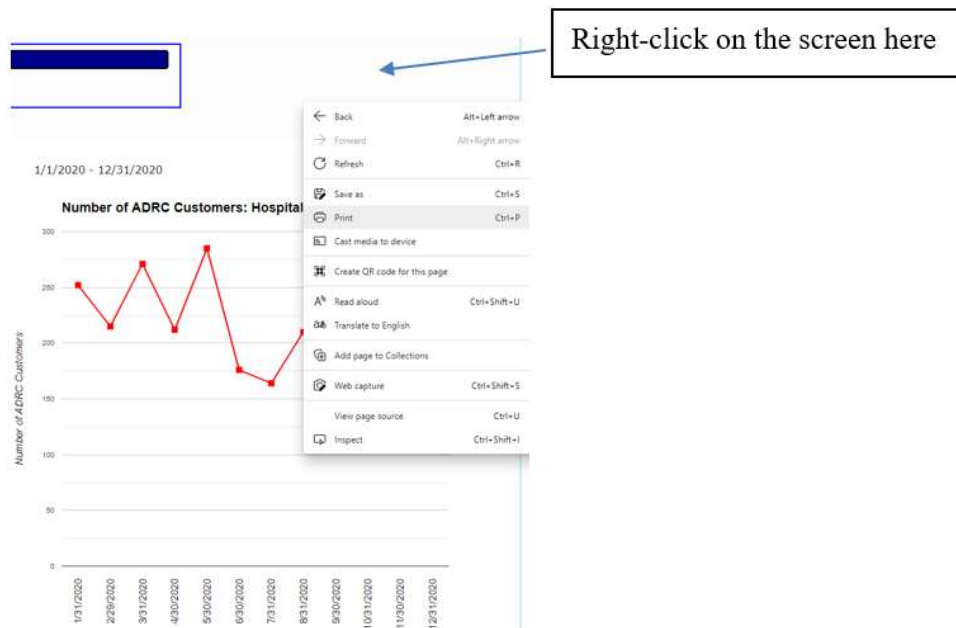 Right-click on the screen here
Back Alt+Left arrow
Forward Alt+Right arrow
Refresh Ctrl+R
Save as Ctrl+S
Print Ctrl+P
Cast media to device
Create QR code for this page
Read aloud Ctrl+Shift+U
Translate to English
Add page to Collections
Web capture Ctrl+Shift+S
View page source Ctrl+U
Inspect Ctrl+Shift+I
1/1/2020 - 12/31/2020
Number of ADRC Customers: Hospital
Number of ADRC Customers
300
250
200
150
100
50
0
1/31/2020
2/29/2020
3/31/2020
4/30/2020
5/30/2020
6/30/2020
7/31/2020
8/31/2020
9/30/2020
10/31/2020
11/30/2020
12/31/2020